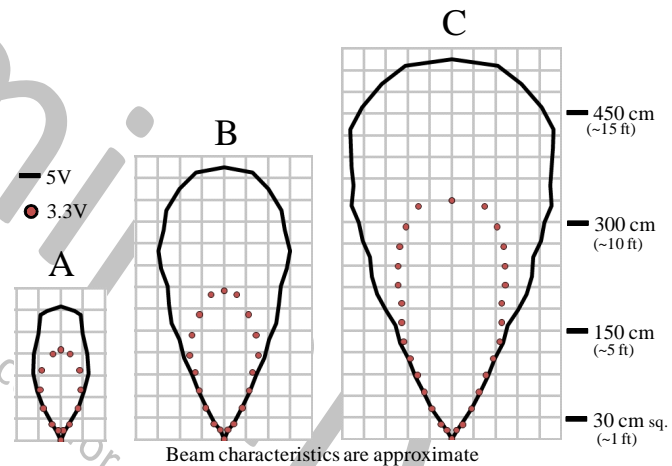 C
450 cm
(~15 ft)
B
5V
3.3V
A
300 cm
(~10 ft)
150 cm
(~5 ft)
30 cm sq.
(~1 ft)
Beam characteristics are approximate